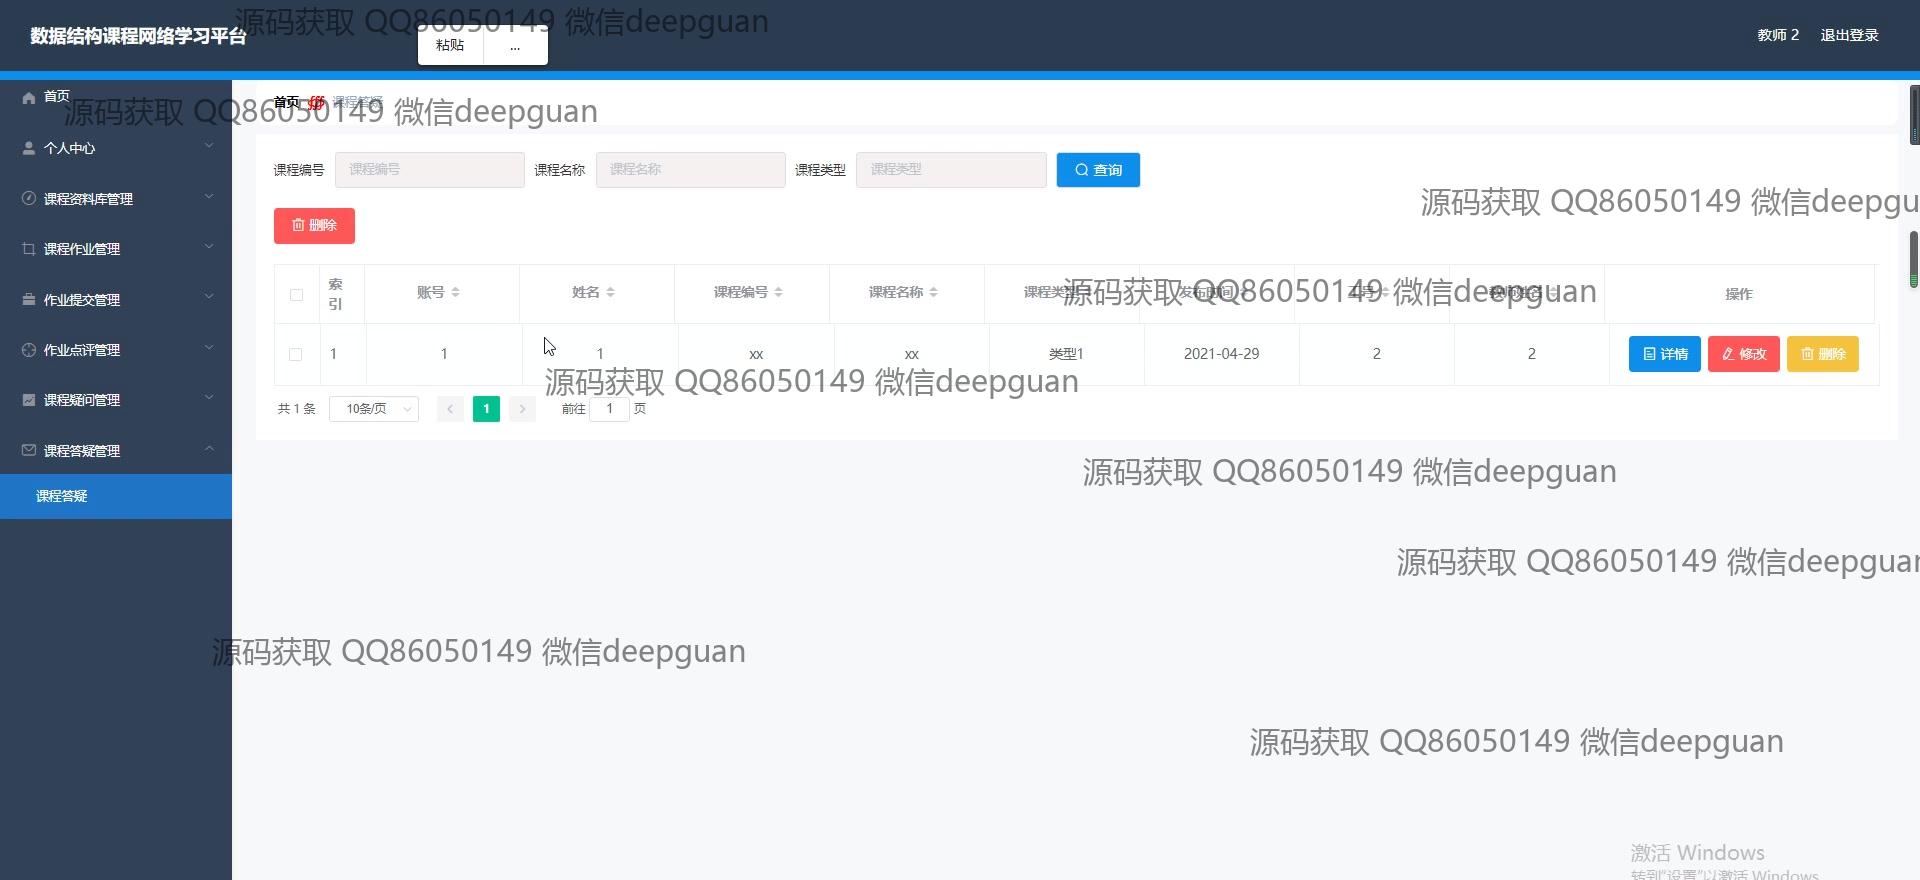 数据结构课程网络学习平台
源码获取 QQ86050149 微信deepguan
粘贴
...
教师 2
退出登录
首页
首页
课程答疑
源码获取 QQ86050149 微信deepguan
个人中心
课程资料库管理
课程作业管理
作业提交管理
作业点评管理
课程疑问管理
课程答疑管理
课程答疑
课程编号 课程编号 课程名称 课程名称 课程类型 课程类型 查询
源码获取 QQ86050149 微信deepgu
删除
索引 账号 姓名 课程编号 课程名称 课程类型 发布时间 工号 教师姓名 操作
源码获取 QQ86050149 微信deepguan
1 1 1 xx xx 类型1 2021-04-29 2 2 详情 修改 删除
源码获取 QQ86050149 微信deepguan
共 1 条 10条/页 1 前往 1 页
源码获取 QQ86050149 微信deepguan
源码获取 QQ86050149 微信deepguan
源码获取 QQ86050149 微信deepguan
源码获取 QQ86050149 微信deepguan
激活 Windows
转到"设置"以激活 Windows